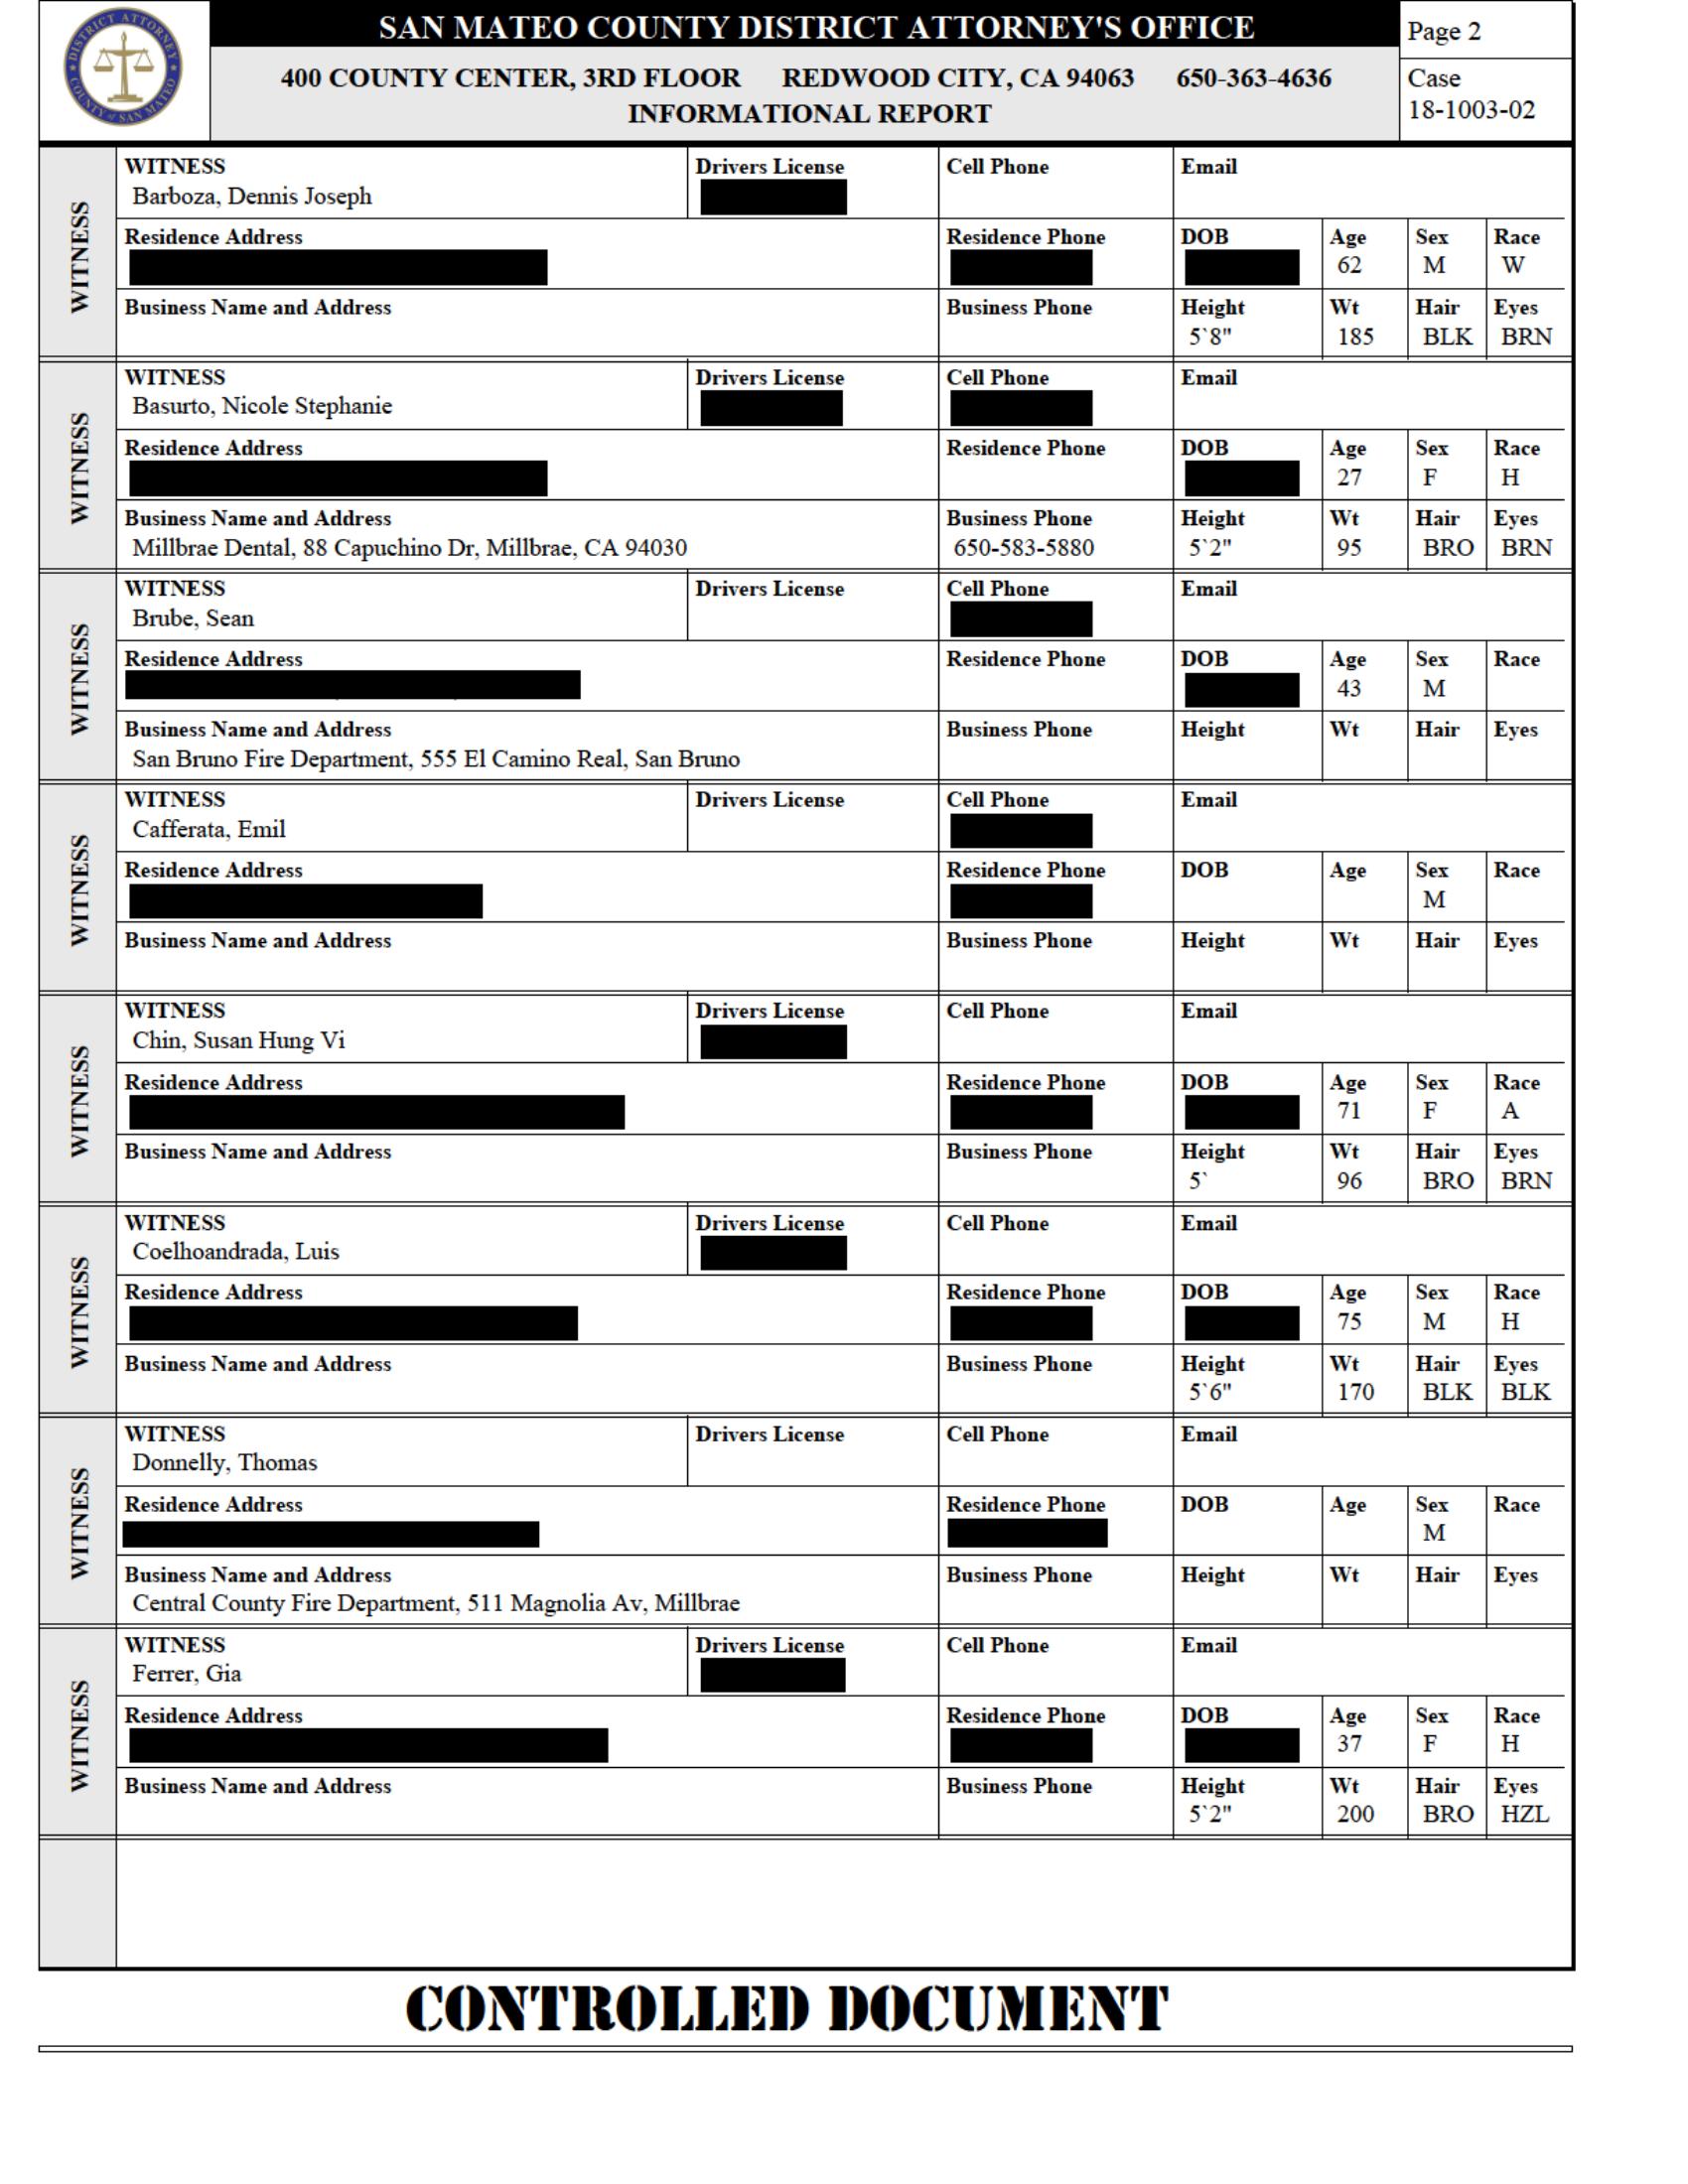 SAN MATEO COUNTY DISTRICT ATTORNEY'S OFFICE
Page 2
400 COUNTY CENTER, 3RD FLOOR REDWOOD CITY, CA 94063 650-363-4636
INFORMATIONAL REPORT
Case
18-1003-02
DISTRICT ATTORNEY
COUNTY of SAN MATEO
WITNESS
WITNESS Drivers License Cell Phone Email
Barboza, Dennis Joseph
Residence Address Residence Phone DOB Age Sex Race
62 M W
Business Name and Address Business Phone Height Wt Hair Eyes
5`8" 185 BLK BRN
WITNESS
WITNESS Drivers License Cell Phone Email
Basurto, Nicole Stephanie
Residence Address Residence Phone DOB Age Sex Race
27 F H
Business Name and Address Business Phone Height Wt Hair Eyes
Millbrae Dental, 88 Capuchino Dr, Millbrae, CA 94030 650-583-5880 5`2" 95 BRO BRN
WITNESS
WITNESS Drivers License Cell Phone Email
Brube, Sean
Residence Address Residence Phone DOB Age Sex Race
43 M
Business Name and Address Business Phone Height Wt Hair Eyes
San Bruno Fire Department, 555 El Camino Real, San Bruno
WITNESS
WITNESS Drivers License Cell Phone Email
Cafferata, Emil
Residence Address Residence Phone DOB Age Sex Race
M
Business Name and Address Business Phone Height Wt Hair Eyes
WITNESS
WITNESS Drivers License Cell Phone Email
Chin, Susan Hung Vi
Residence Address Residence Phone DOB Age Sex Race
71 F A
Business Name and Address Business Phone Height Wt Hair Eyes
5` 96 BRO BRN
WITNESS
WITNESS Drivers License Cell Phone Email
Coelhoandrada, Luis
Residence Address Residence Phone DOB Age Sex Race
75 M H
Business Name and Address Business Phone Height Wt Hair Eyes
5`6" 170 BLK BLK
WITNESS
WITNESS Drivers License Cell Phone Email
Donnelly, Thomas
Residence Address Residence Phone DOB Age Sex Race
M
Business Name and Address Business Phone Height Wt Hair Eyes
Central County Fire Department, 511 Magnolia Av, Millbrae
WITNESS
WITNESS Drivers License Cell Phone Email
Ferrer, Gia
Residence Address Residence Phone DOB Age Sex Race
37 F H
Business Name and Address Business Phone Height Wt Hair Eyes
5`2" 200 BRO HZL
CONTROLLED DOCUMENT